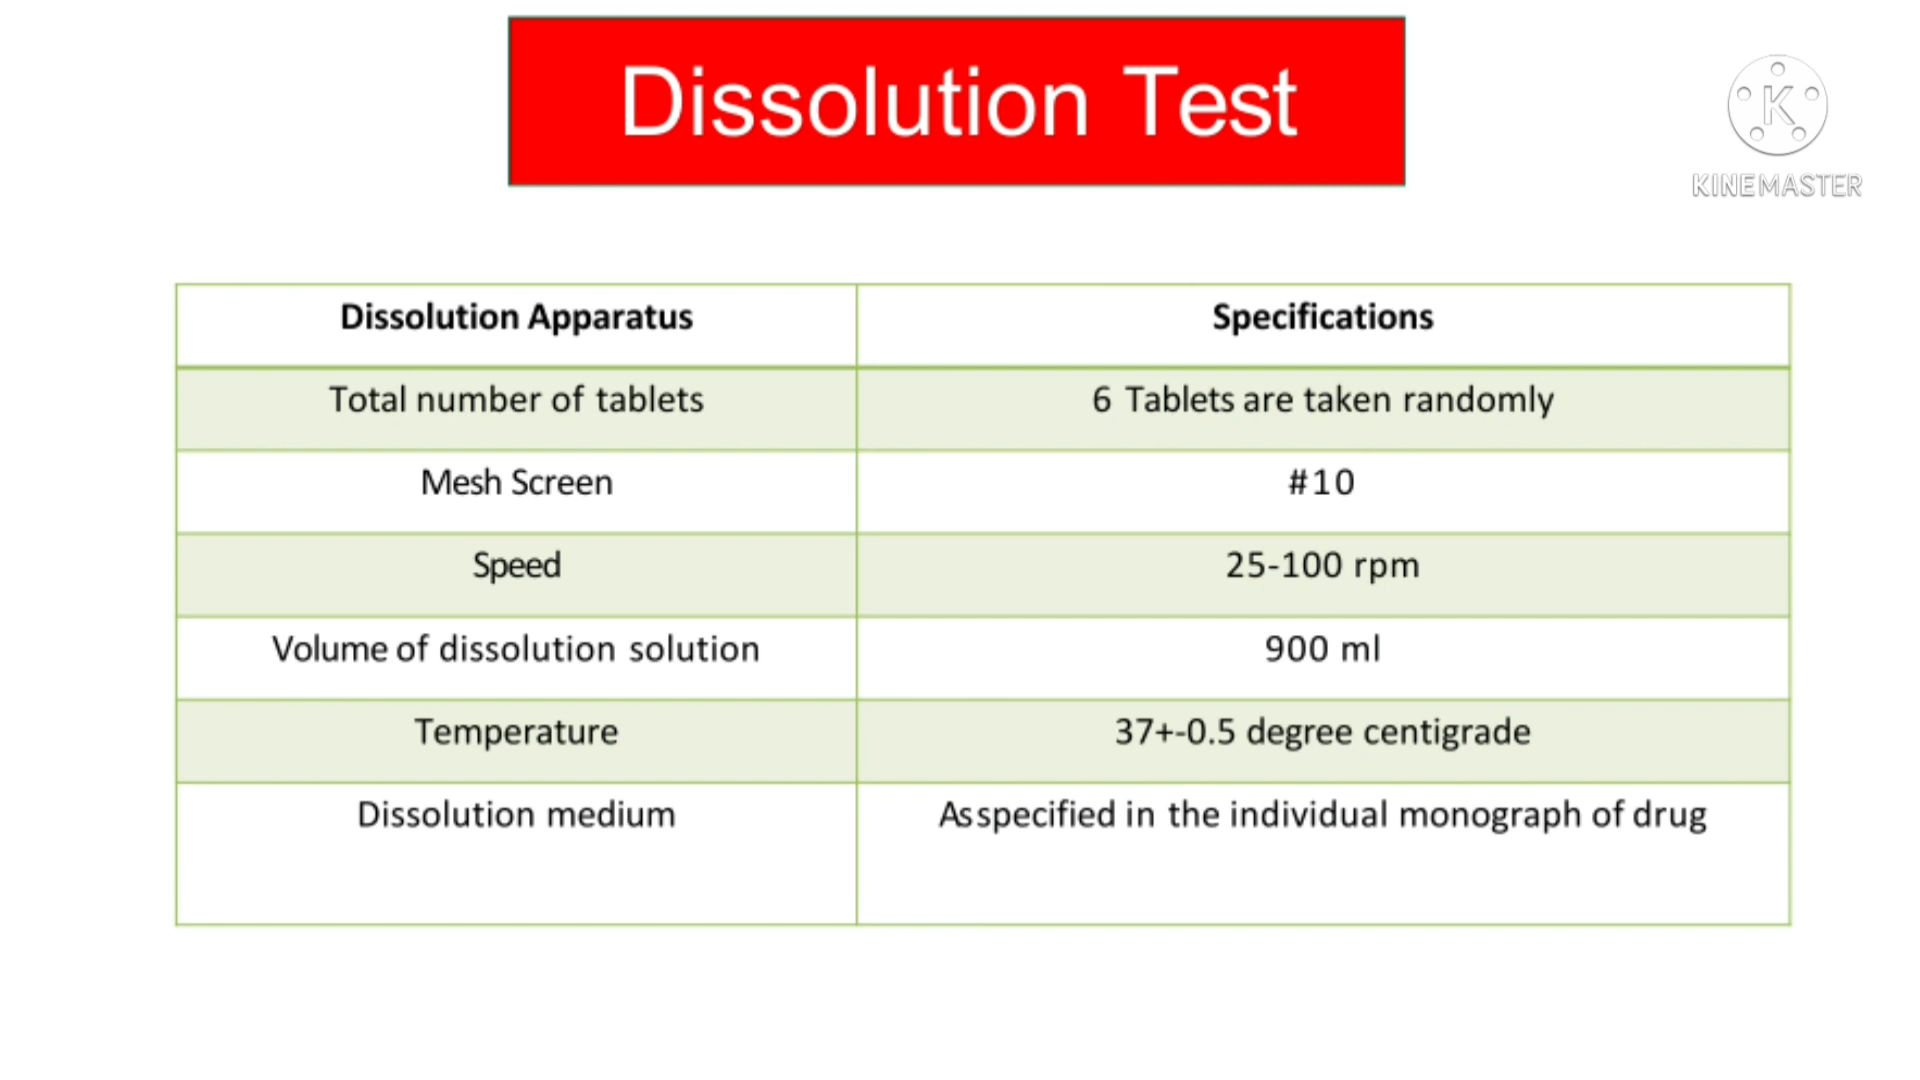 Dissolution Test
K
KINEMASTER
Dissolution Apparatus Specifications
Total number of tablets 6 Tablets are taken randomly
Mesh Screen #10
Speed 25-100 rpm
Volume of dissolution solution 900 ml
Temperature 37+-0.5 degree centigrade
Dissolution medium As specified in the individual monograph of drug